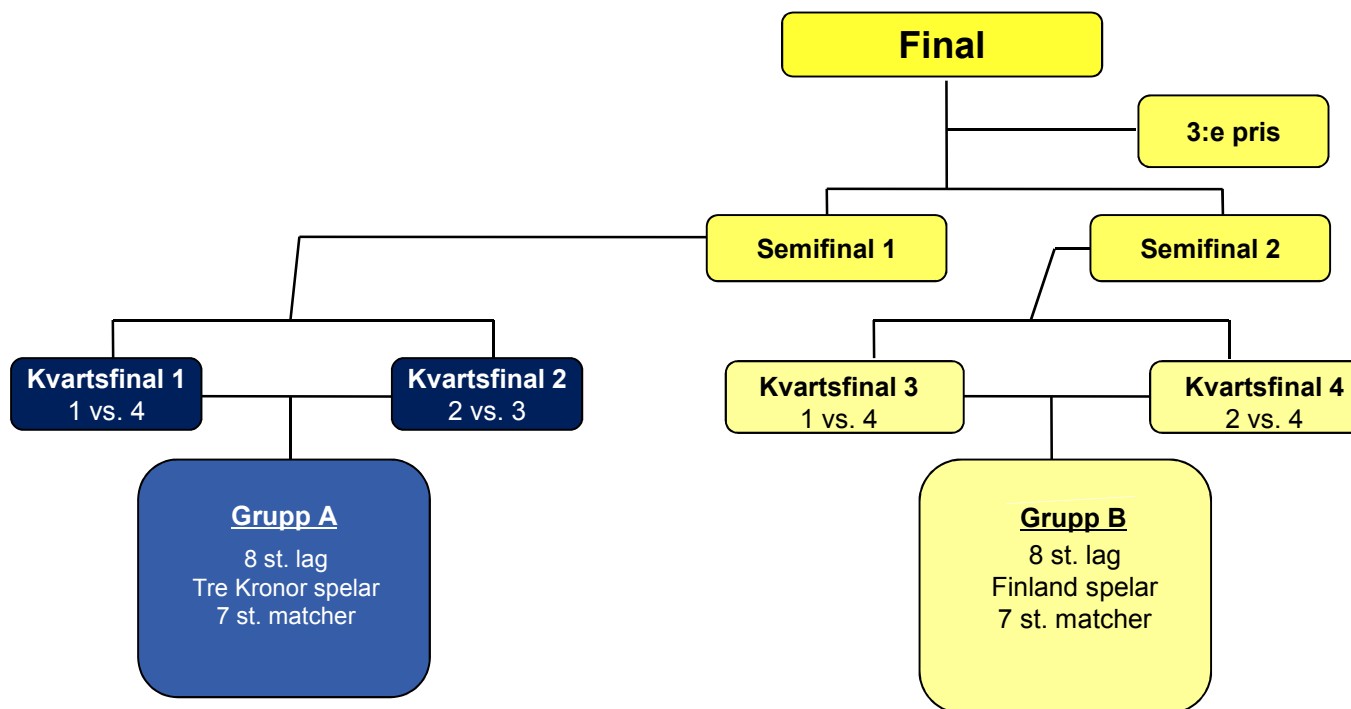 Final
3:e pris
Semifinal 1
Semifinal 2
Kvartsfinal 1
1 vs. 4
Kvartsfinal 2
2 vs. 3
Kvartsfinal 3
1 vs. 4
Kvartsfinal 4
2 vs. 4
Grupp A
8 st. lag
Tre Kronor spelar
7 st. matcher
Grupp B
8 st. lag
Finland spelar
7 st. matcher